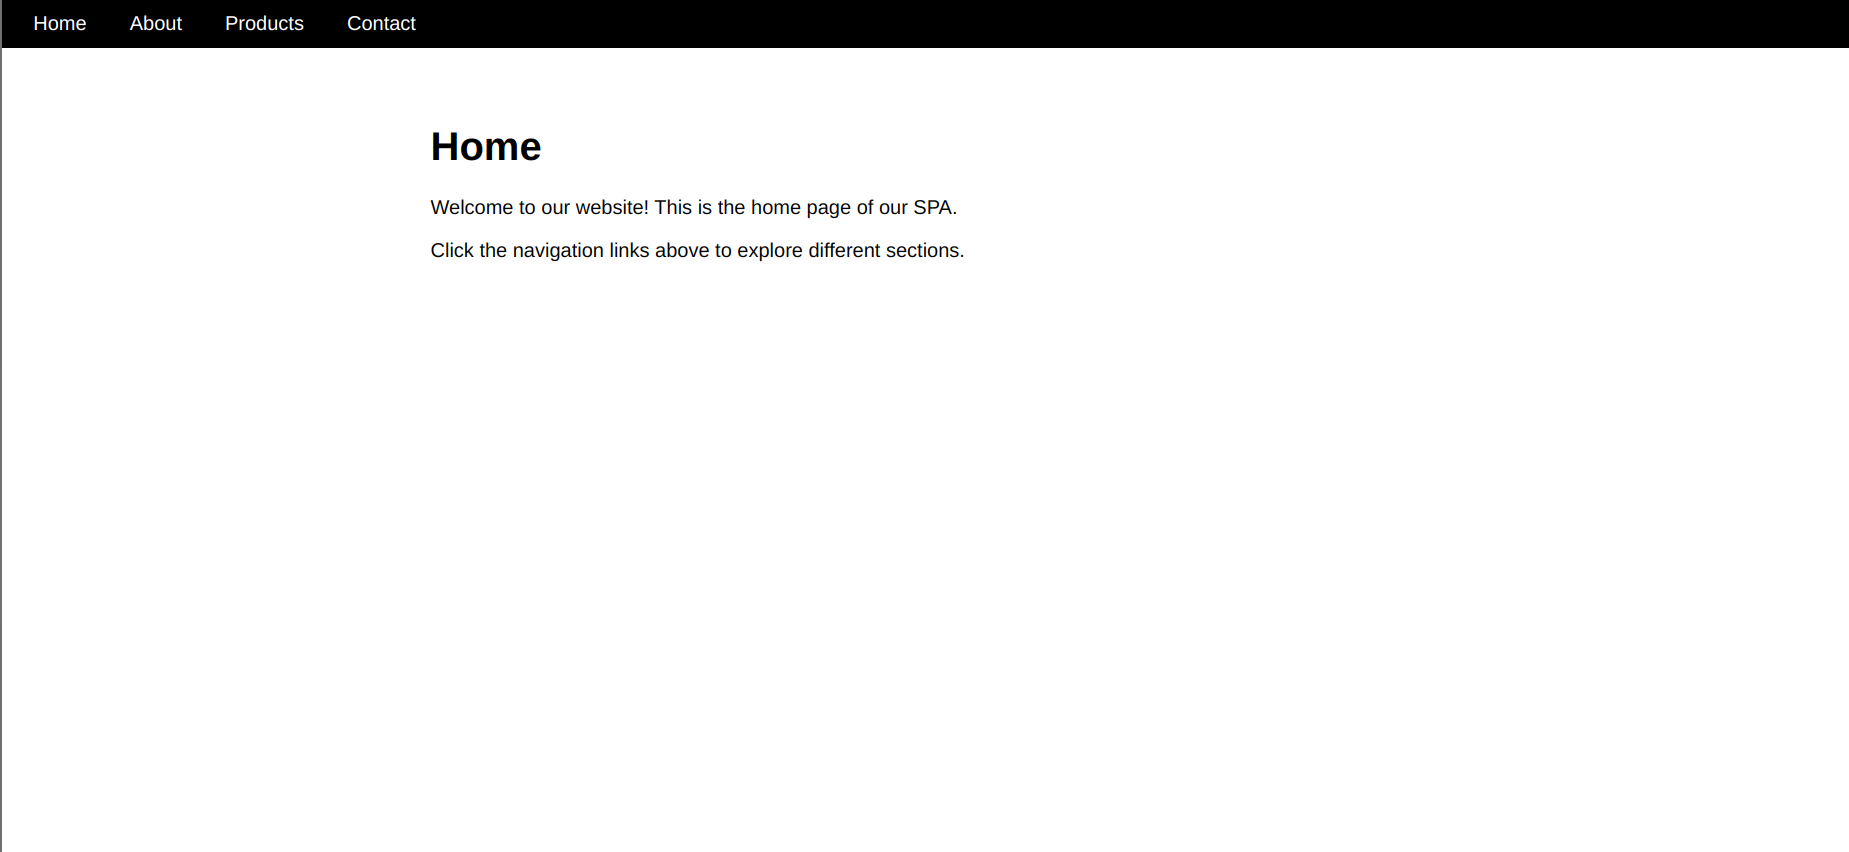 Home About Products Contact
Home
Welcome to our website! This is the home page of our SPA.
Click the navigation links above to explore different sections.